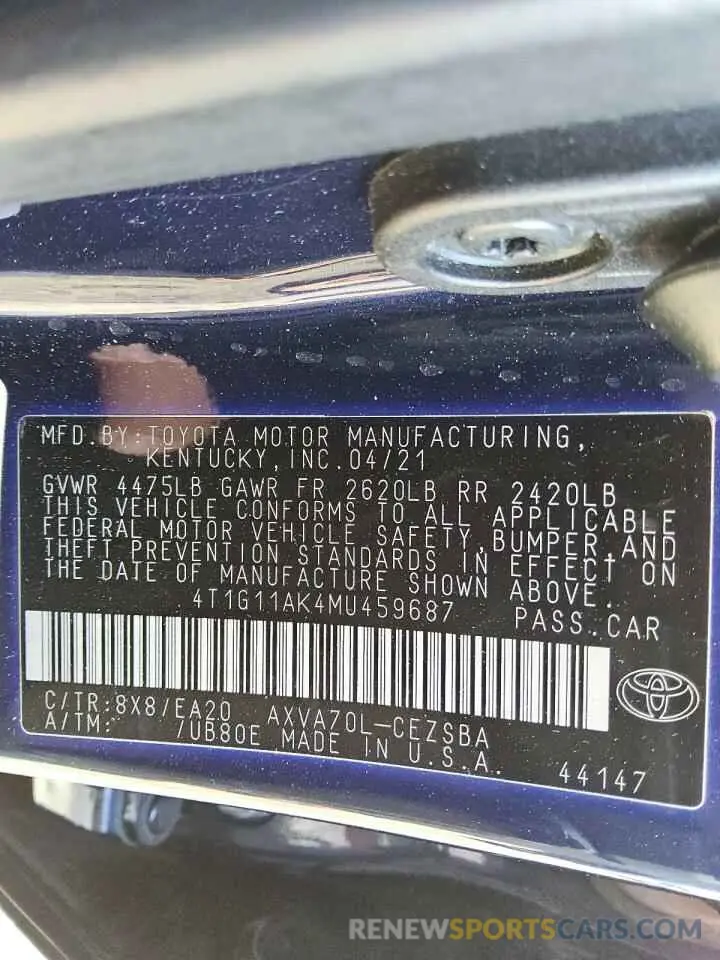 MFD.BY:TOYOTA MOTOR MANUFACTURING,
KENTUCKY,INC.04/21
GVWR 4475LB GAWR FR 2620LB RR 2420LB
THIS VEHICLE CONFORMS TO ALL APPLICABLE
FEDERAL MOTOR VEHICLE SAFETY,BUMPER,AND
THEFT PREVENTION STANDARDS IN EFFECT ON
THE DATE OF MANUFACTURE SHOWN ABOVE.
4T1G11AK4MU459687 PASS.CAR
C/TR:8X8/EA20 AXVA70L-CEZSBA
A/TM: /UB80E MADE IN U.S.A. 44147
RENEWSPORTSCARS.COM